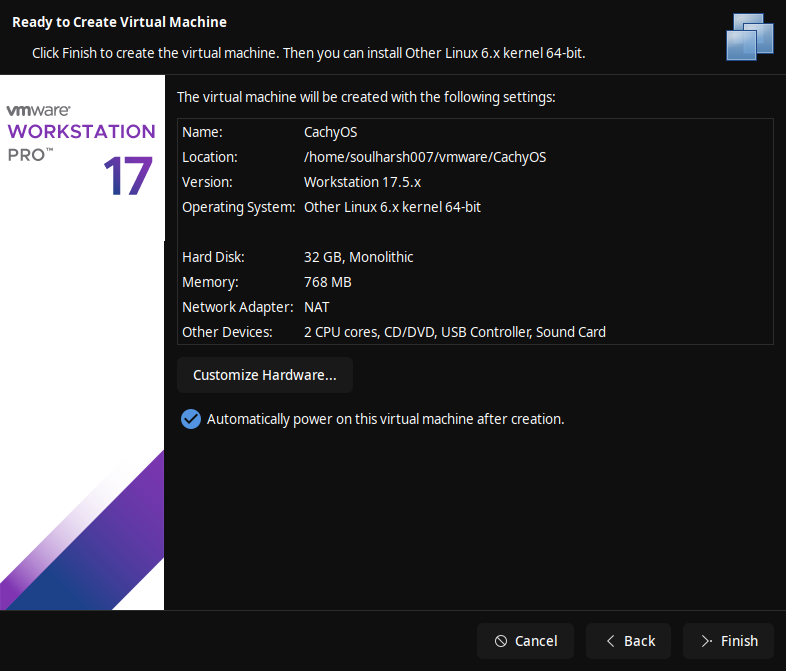 Ready to Create Virtual Machine
Click Finish to create the virtual machine. Then you can install Other Linux 6.x kernel 64-bit.
vmware®
WORKSTATION
PRO™
17
The virtual machine will be created with the following settings:
Name: CachyOS
Location: /home/soulharsh007/vmware/CachyOS
Version: Workstation 17.5.x
Operating System: Other Linux 6.x kernel 64-bit
Hard Disk: 32 GB, Monolithic
Memory: 768 MB
Network Adapter: NAT
Other Devices: 2 CPU cores, CD/DVD, USB Controller, Sound Card
Customize Hardware...
Automatically power on this virtual machine after creation.
Cancel Back Finish